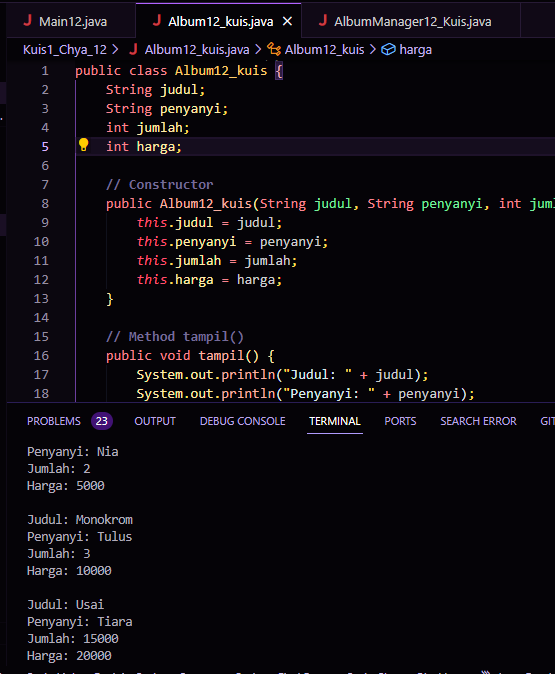 Main12.java
Album12_kuis.java
AlbumManager12_Kuis.java
Kuis1_Chya_12 > Album12_kuis.java > Album12_kuis > harga
1 public class Album12_kuis {
2 String judul;
3 String penyanyi;
4 int jumlah;
5 int harga;
6
7 // Constructor
8 public Album12_kuis(String judul, String penyanyi, int juml
9 this.judul = judul;
10 this.penyanyi = penyanyi;
11 this.jumlah = jumlah;
12 this.harga = harga;
13 }
14
15 // Method tampil()
16 public void tampil() {
17 System.out.println("Judul: " + judul);
18 System.out.println("Penyanyi: " + penyanyi);
PROBLEMS 23 OUTPUT DEBUG CONSOLE TERMINAL PORTS SEARCH ERROR GIT
Penyanyi: Nia
Jumlah: 2
Harga: 5000
Judul: Monokrom
Penyanyi: Tulus
Jumlah: 3
Harga: 10000
Judul: Usai
Penyanyi: Tiara
Jumlah: 15000
Harga: 20000